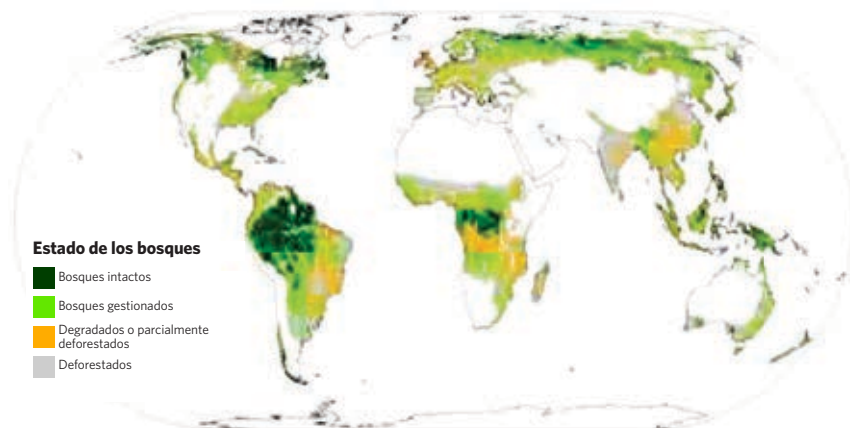 Estado de los bosques
Bosques intactos
Bosques gestionados
Degradados o parcialmente
deforestados
Deforestados